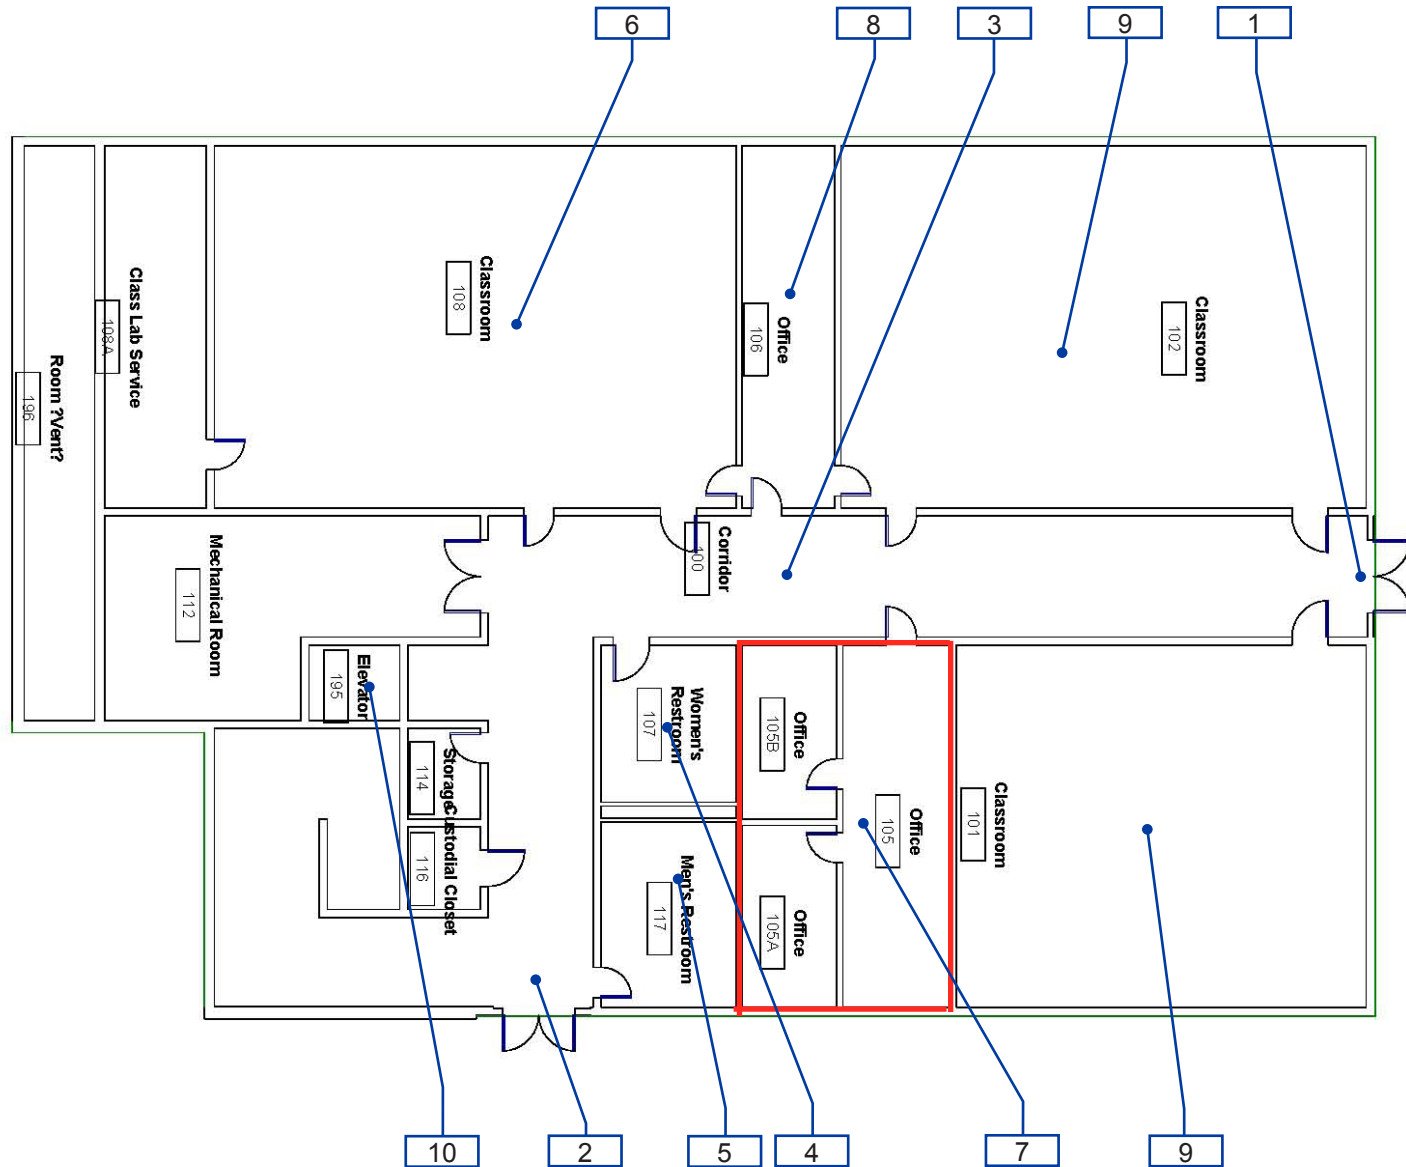 6
8
3
9
1
Classroom
108
Office
106
Classroom
102
Class Lab Service
108A
Room ?Vent?
196
Corridor
100
Mechanical Room
112
Elevator
195
Women's
Restroom
107
Office
105B
Storage
114
Custodial Closet
116
Men's Restroom
117
Office
105A
Office
105
Classroom
101
10
2
5
4
7
9